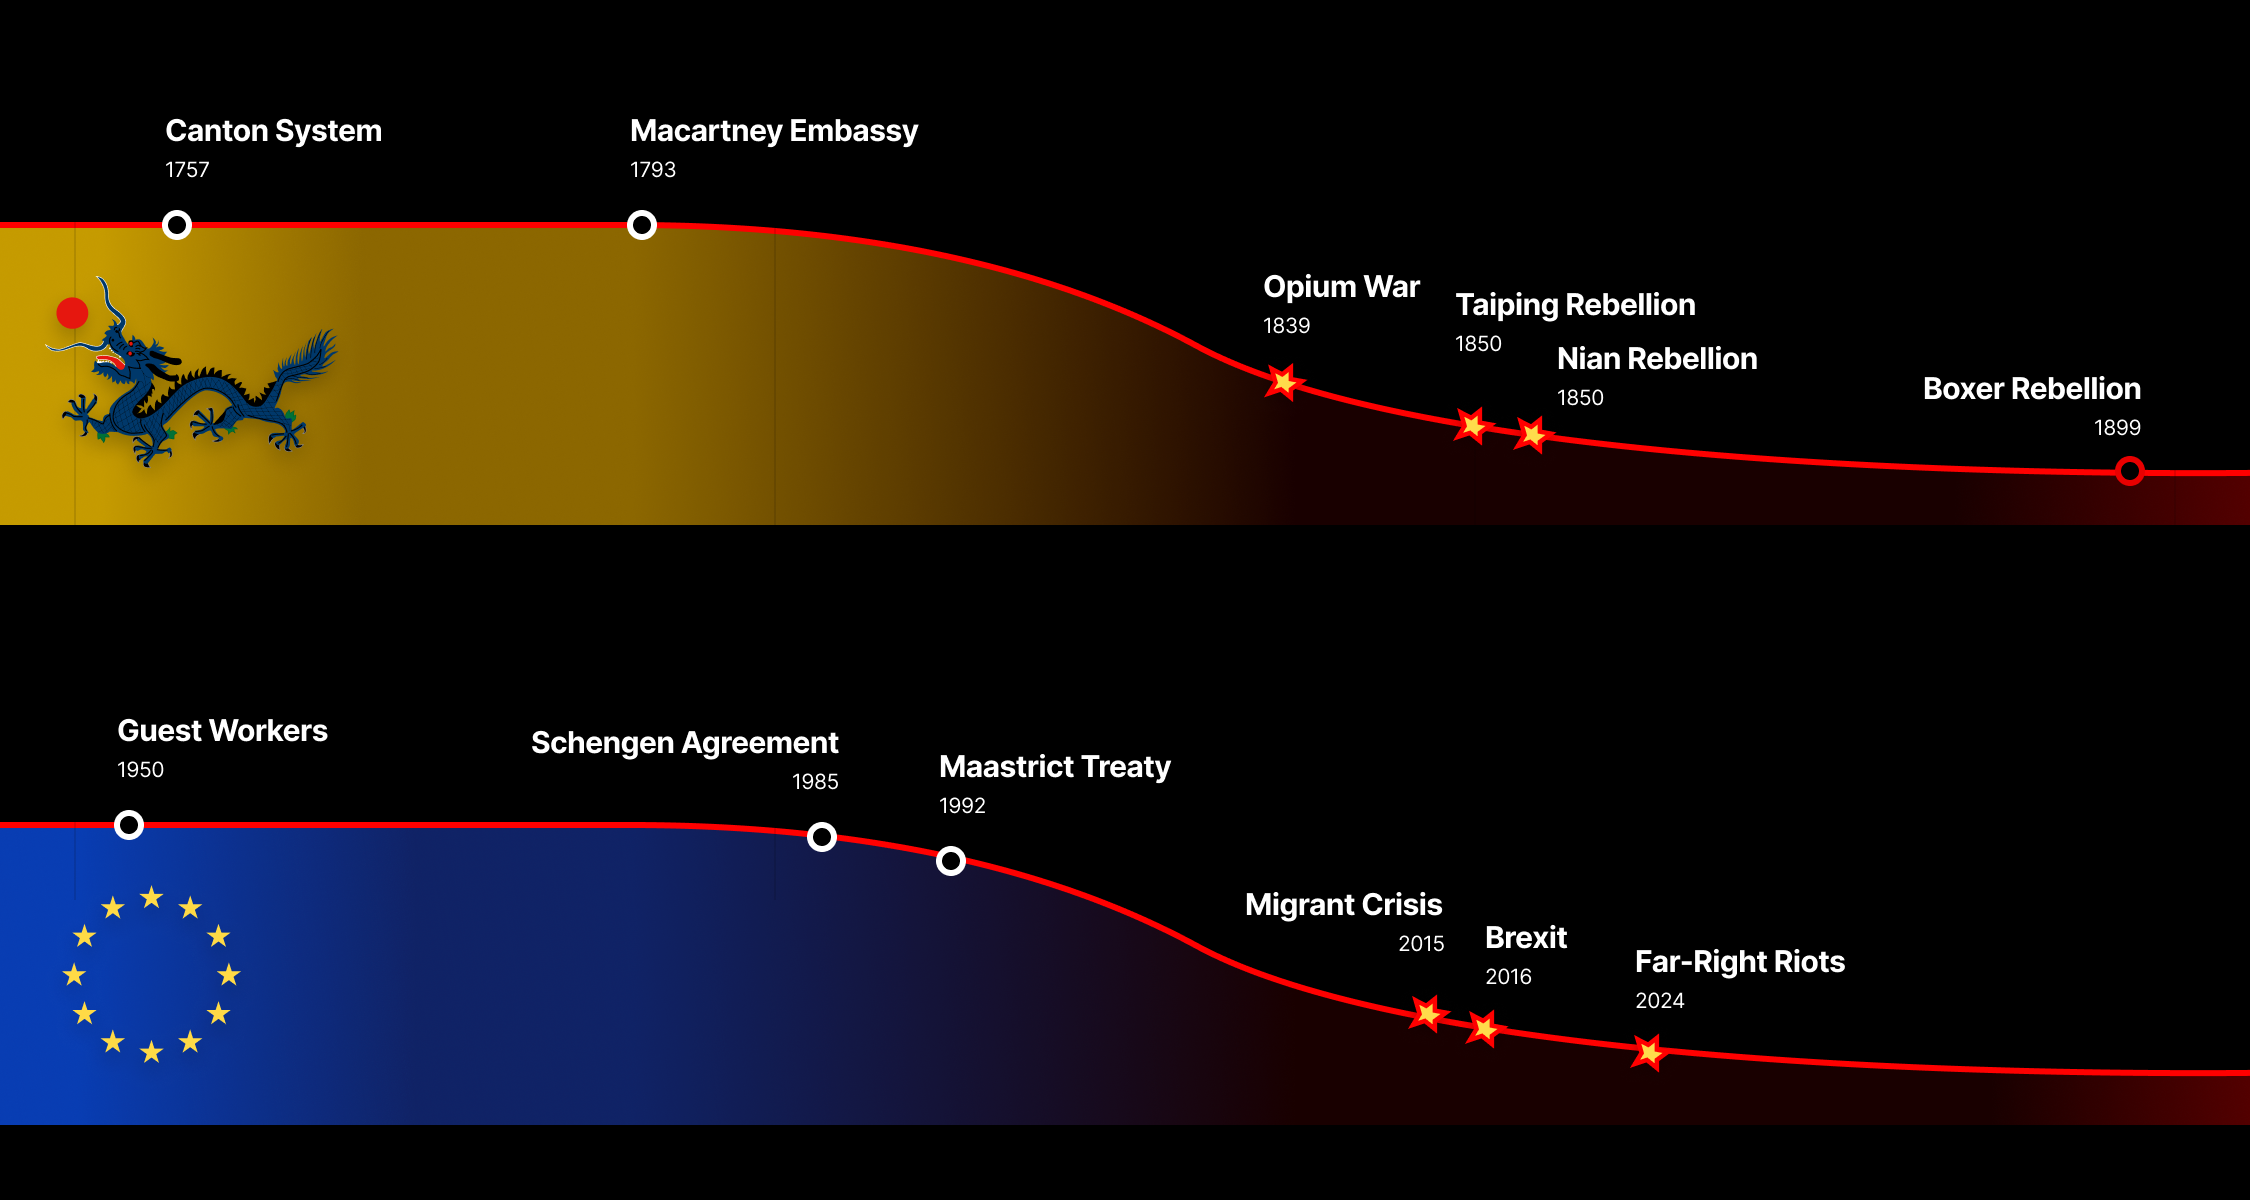 Canton System
1757
Macartney Embassy
1793
Opium War
1839
Taiping Rebellion
1850
Nian Rebellion
1850
Boxer Rebellion
1899
Guest Workers
1950
Schengen Agreement
1985
Maastrict Treaty
1992
Migrant Crisis
2015
Brexit
2016
Far-Right Riots
2024